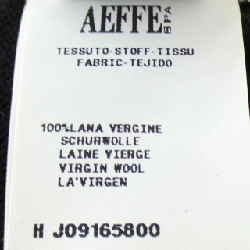 AEFFE SPA
TESSUTO-STOFF-TISSU
FABRIC-TEJIDO
100%LANA VERGINE
SCHURWOLLE
LAINE VIERGE
VIRGIN WOOL
LA'VIRGEN
H J09165800